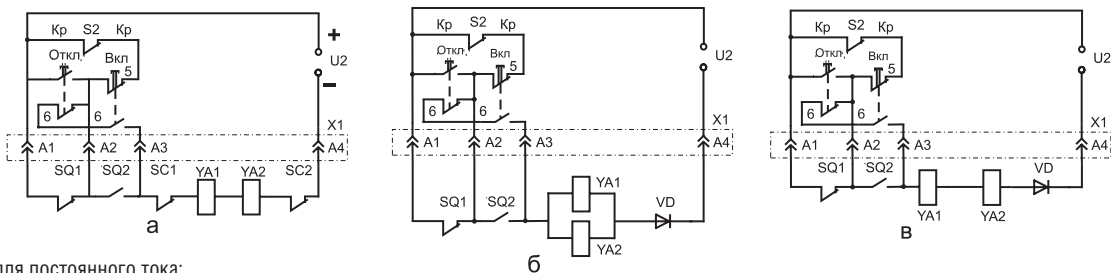 Кр S2 Кр
+
Откл. Вкл
U2
5
–
6 6
X1
A1 A2 A3 A4
SQ1 SQ2 SC1 YA1 YA2 SC2
а
Кр S2 Кр
Откл. Вкл
U2
5
6 6
X1
A1 A2 A3 A4
YA1
SQ1 SQ2 VD
YA2
б
Кр S2 Кр
Откл. Вкл
U2
5
6 6
X1
A1 A2 A3 A4
SQ1 SQ2 VD
YA1 YA2
в
для постоянного тока: